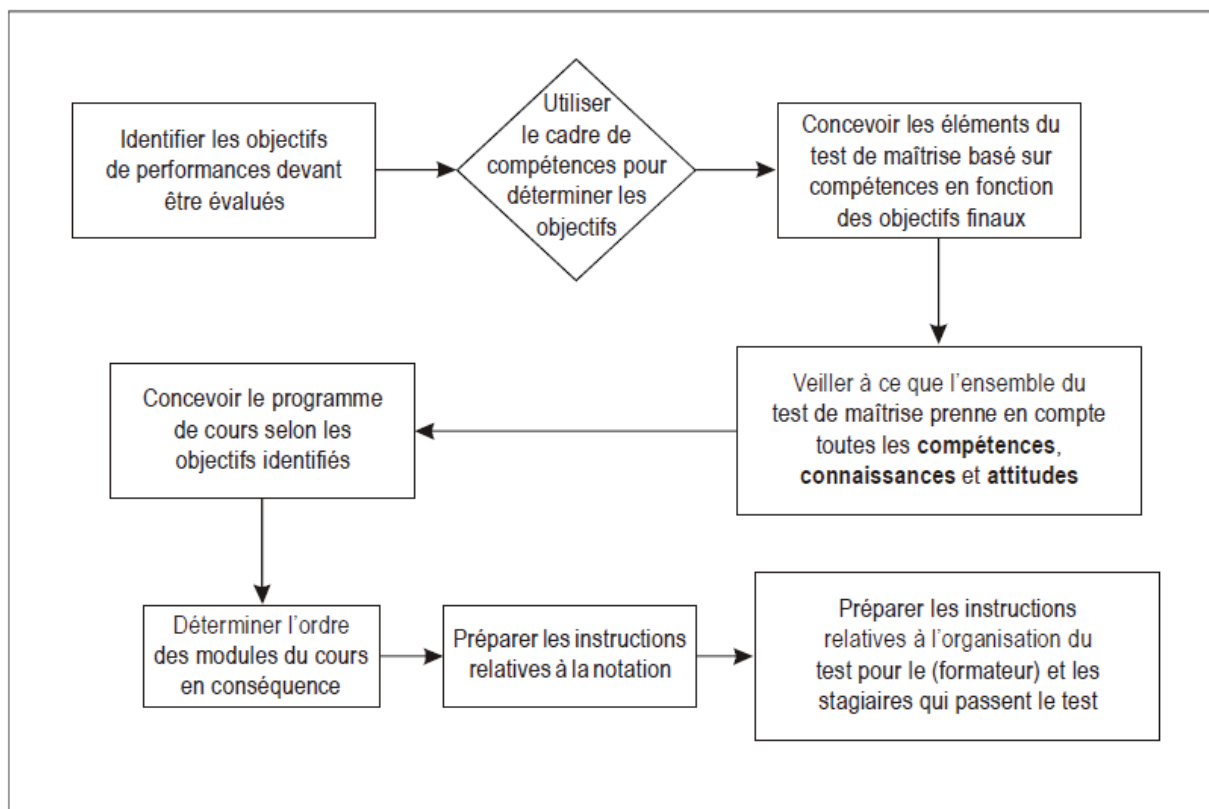 Identifier les objectifs
de performances devant
être évalués
Utiliser
le cadre de
compétences pour
déterminer les
objectifs
Concevoir les éléments du
test de maîtrise basé sur
compétences en fonction
des objectifs finaux
Veiller à ce que l'ensemble du
test de maîtrise prenne en compte
toutes les compétences,
connaissances et attitudes
Concevoir le programme
de cours selon les
objectifs identifiés
Déterminer l'ordre
des modules du cours
en conséquence
Préparer les instructions
relatives à la notation
Préparer les instructions
relatives à l'organisation du
test pour le (formateur) et les
stagiaires qui passent le test